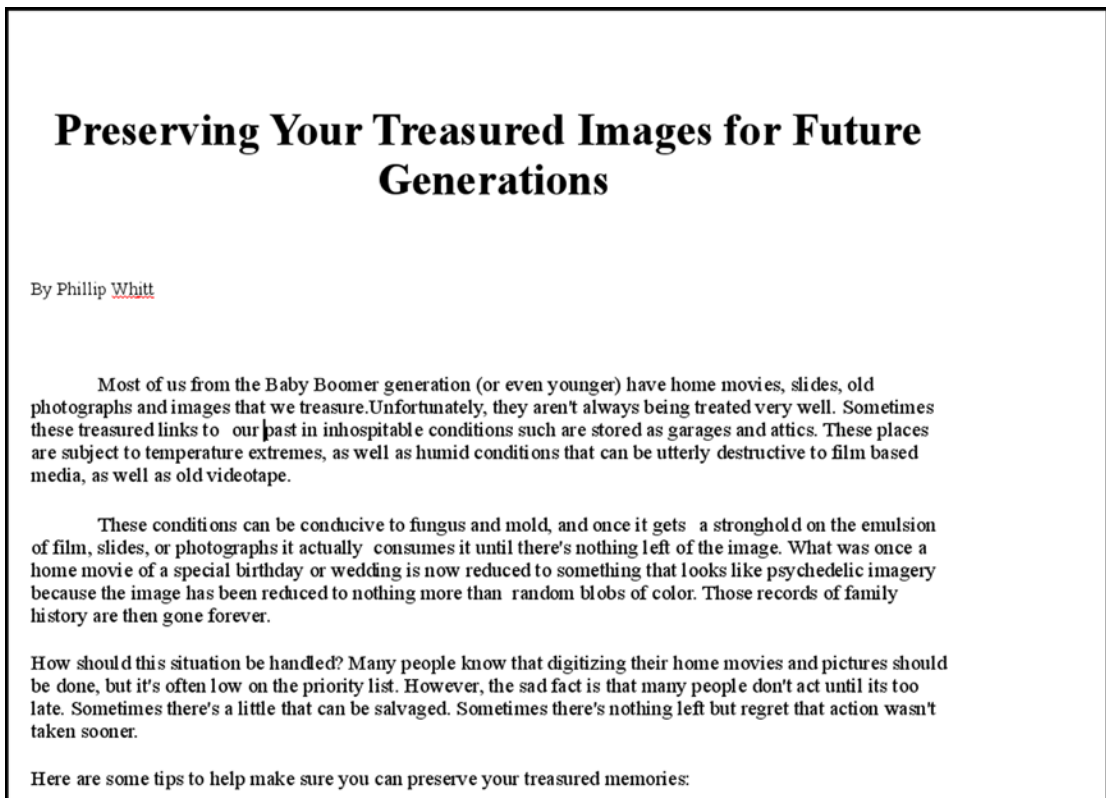 Preserving Your Treasured Images for Future
Generations
By Phillip Whitt
Most of us from the Baby Boomer generation (or even younger) have home movies, slides, old
photographs and images that we treasure.Unfortunately, they aren't always being treated very well. Sometimes
these treasured links to  our past in inhospitable conditions such are stored as garages and attics. These places
are subject to temperature extremes, as well as humid conditions that can be utterly destructive to film based
media, as well as old videotape.
These conditions can be conducive to fungus and mold, and once it gets  a stronghold on the emulsion
of film, slides, or photographs it actually  consumes it until there's nothing left of the image. What was once a
home movie of a special birthday or wedding is now reduced to something that looks like psychedelic imagery
because the image has been reduced to nothing more than  random blobs of color. Those records of family
history are then gone forever.
How should this situation be handled? Many people know that digitizing their home movies and pictures should
be done, but it's often low on the priority list. However, the sad fact is that many people don't act until its too
late. Sometimes there's a little that can be salvaged. Sometimes there's nothing left but regret that action wasn't
taken sooner.
Here are some tips to help make sure you can preserve your treasured memories: